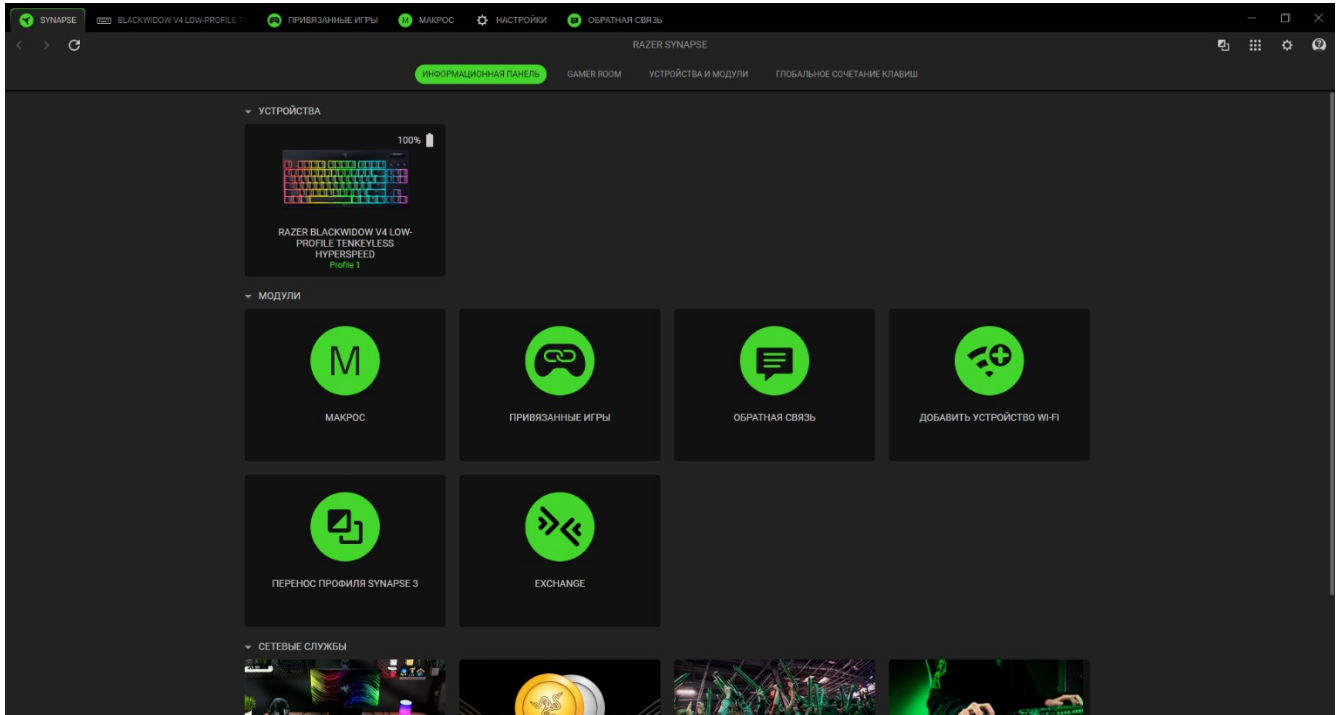 SYNAPSE
BLACKWIDOW V4 LOW-PROFILE T
ПРИВЯЗАННЫЕ ИГРЫ
МАКРОС
НАСТРОЙКИ
ОБРАТНАЯ СВЯЗЬ
RAZER SYNAPSE
ИНФОРМАЦИОННАЯ ПАНЕЛЬ
GAMER ROOM
УСТРОЙСТВА И МОДУЛИ
ГЛОБАЛЬНОЕ СОЧЕТАНИЕ КЛАВИШ
УСТРОЙСТВА
100%
RAZER BLACKWIDOW V4 LOW-
PROFILE TENKEYLESS
HYPERSPEED
Profile 1
МОДУЛИ
M
МАКРОС
ПРИВЯЗАННЫЕ ИГРЫ
ОБРАТНАЯ СВЯЗЬ
ДОБАВИТЬ УСТРОЙСТВО WI-FI
ПЕРЕНОС ПРОФИЛЯ SYNAPSE 3
EXCHANGE
СЕТЕВЫЕ СЛУЖБЫ